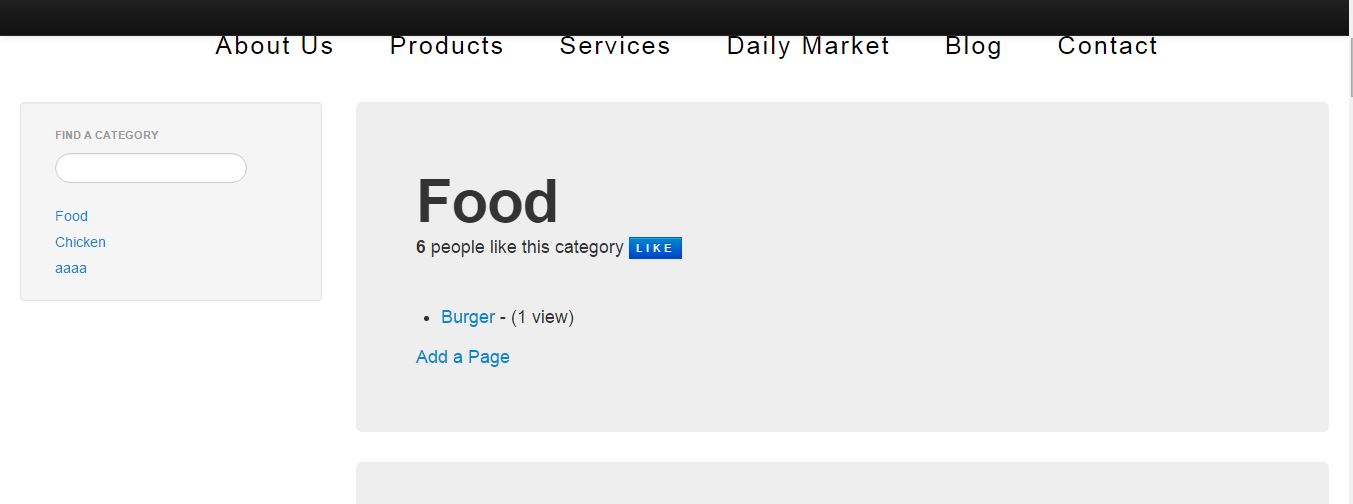 About Us Products Services Daily Market Blog Contact
FIND A CATEGORY
Food
Chicken
aaaa
Food
6 people like this category LIKE
• Burger - (1 view)
Add a Page